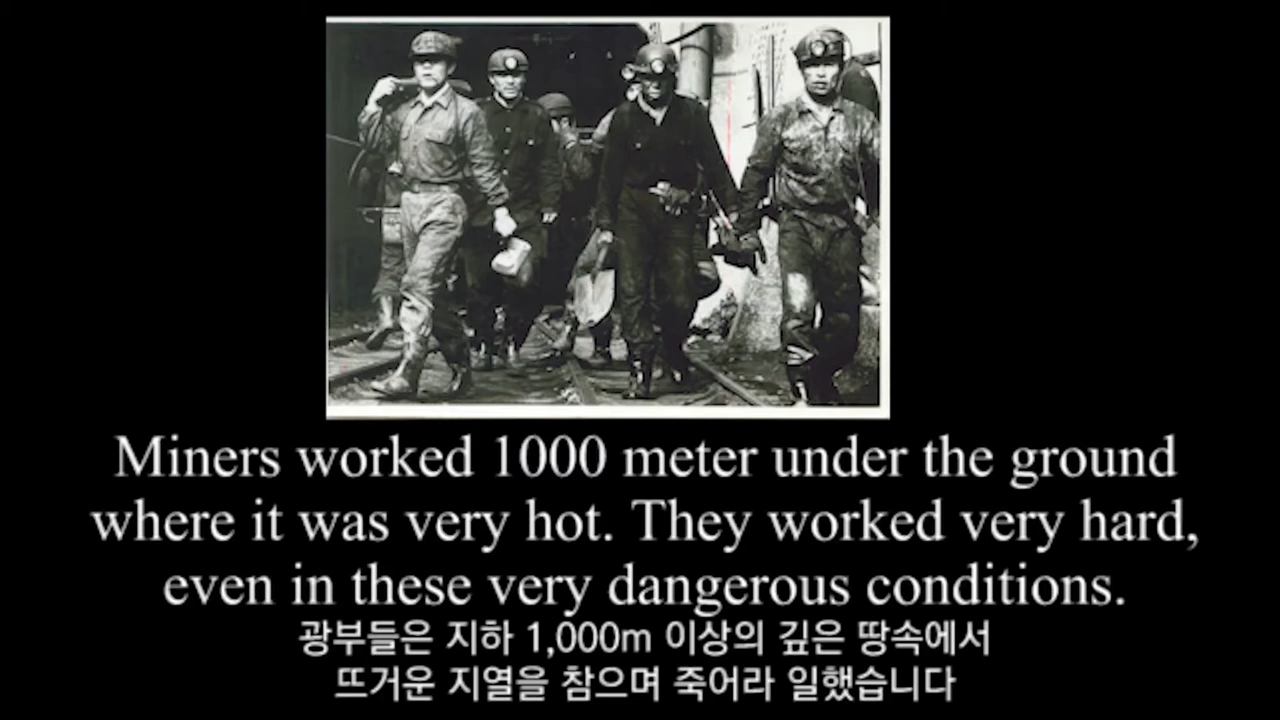 Miners worked 1000 meter under the ground
where it was very hot. They worked very hard,
even in these very dangerous conditions.
광부들은 지하 1,000m 이상의 깊은 땅속에서
뜨거운 지열을 참으며 죽어라 일했습니다